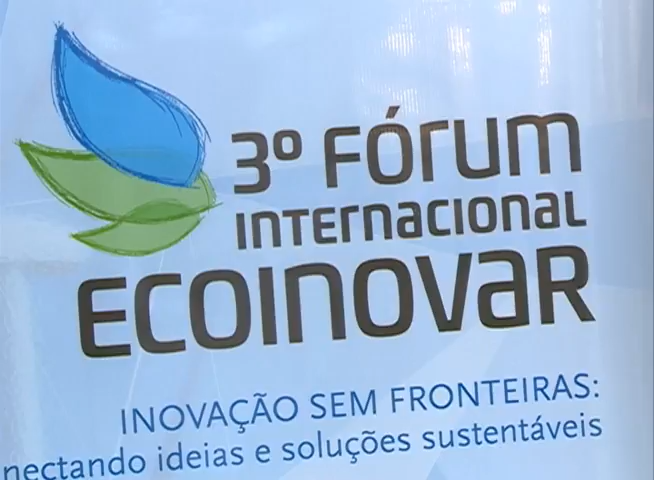 3º FÓRUM
INTERNACIONAL
ECOINOVAR
INOVAÇÃO SEM FRONTEIRAS:
nectando ideias e soluções sustentáveis